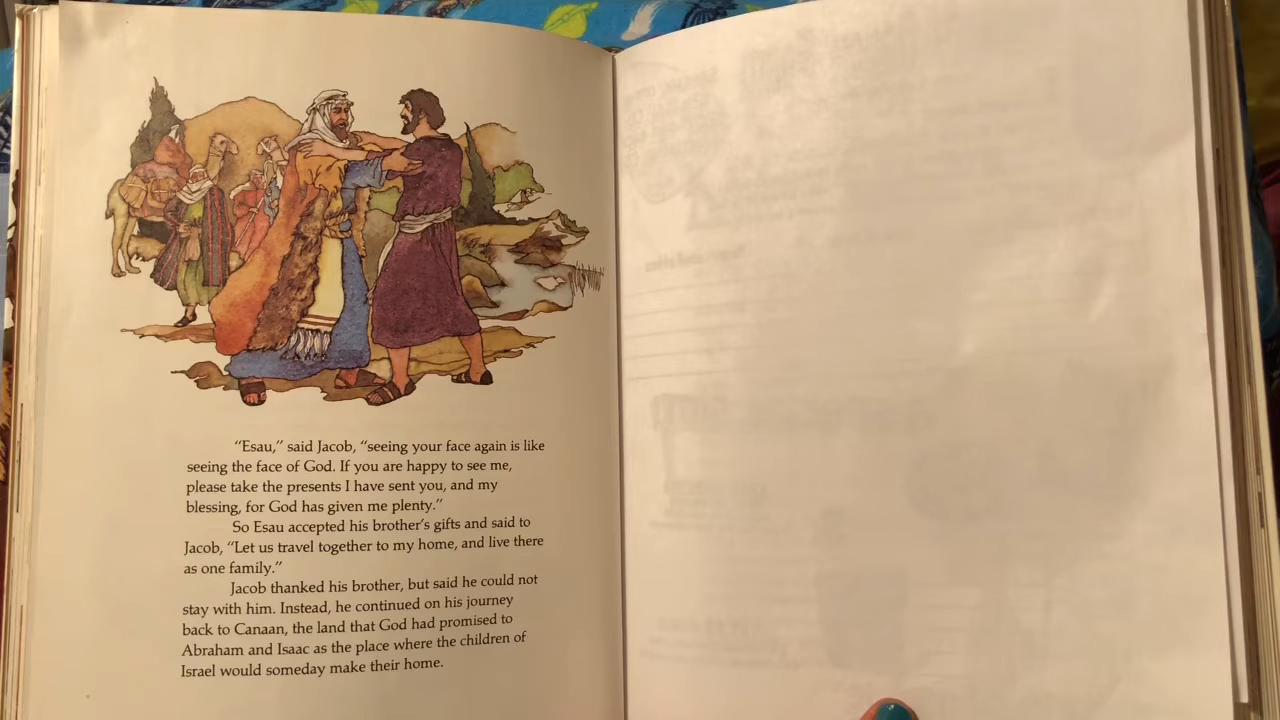 “Esau,” said Jacob, “seeing your face again is like
seeing the face of God. If you are happy to see me,
please take the presents I have sent you, and my
blessing, for God has given me plenty.”
So Esau accepted his brother’s gifts and said to
Jacob, “Let us travel together to my home, and live there
as one family.”
Jacob thanked his brother, but said he could not
stay with him. Instead, he continued on his journey
back to Canaan, the land that God had promised to
Abraham and Isaac as the place where the children of
Israel would someday make their home.